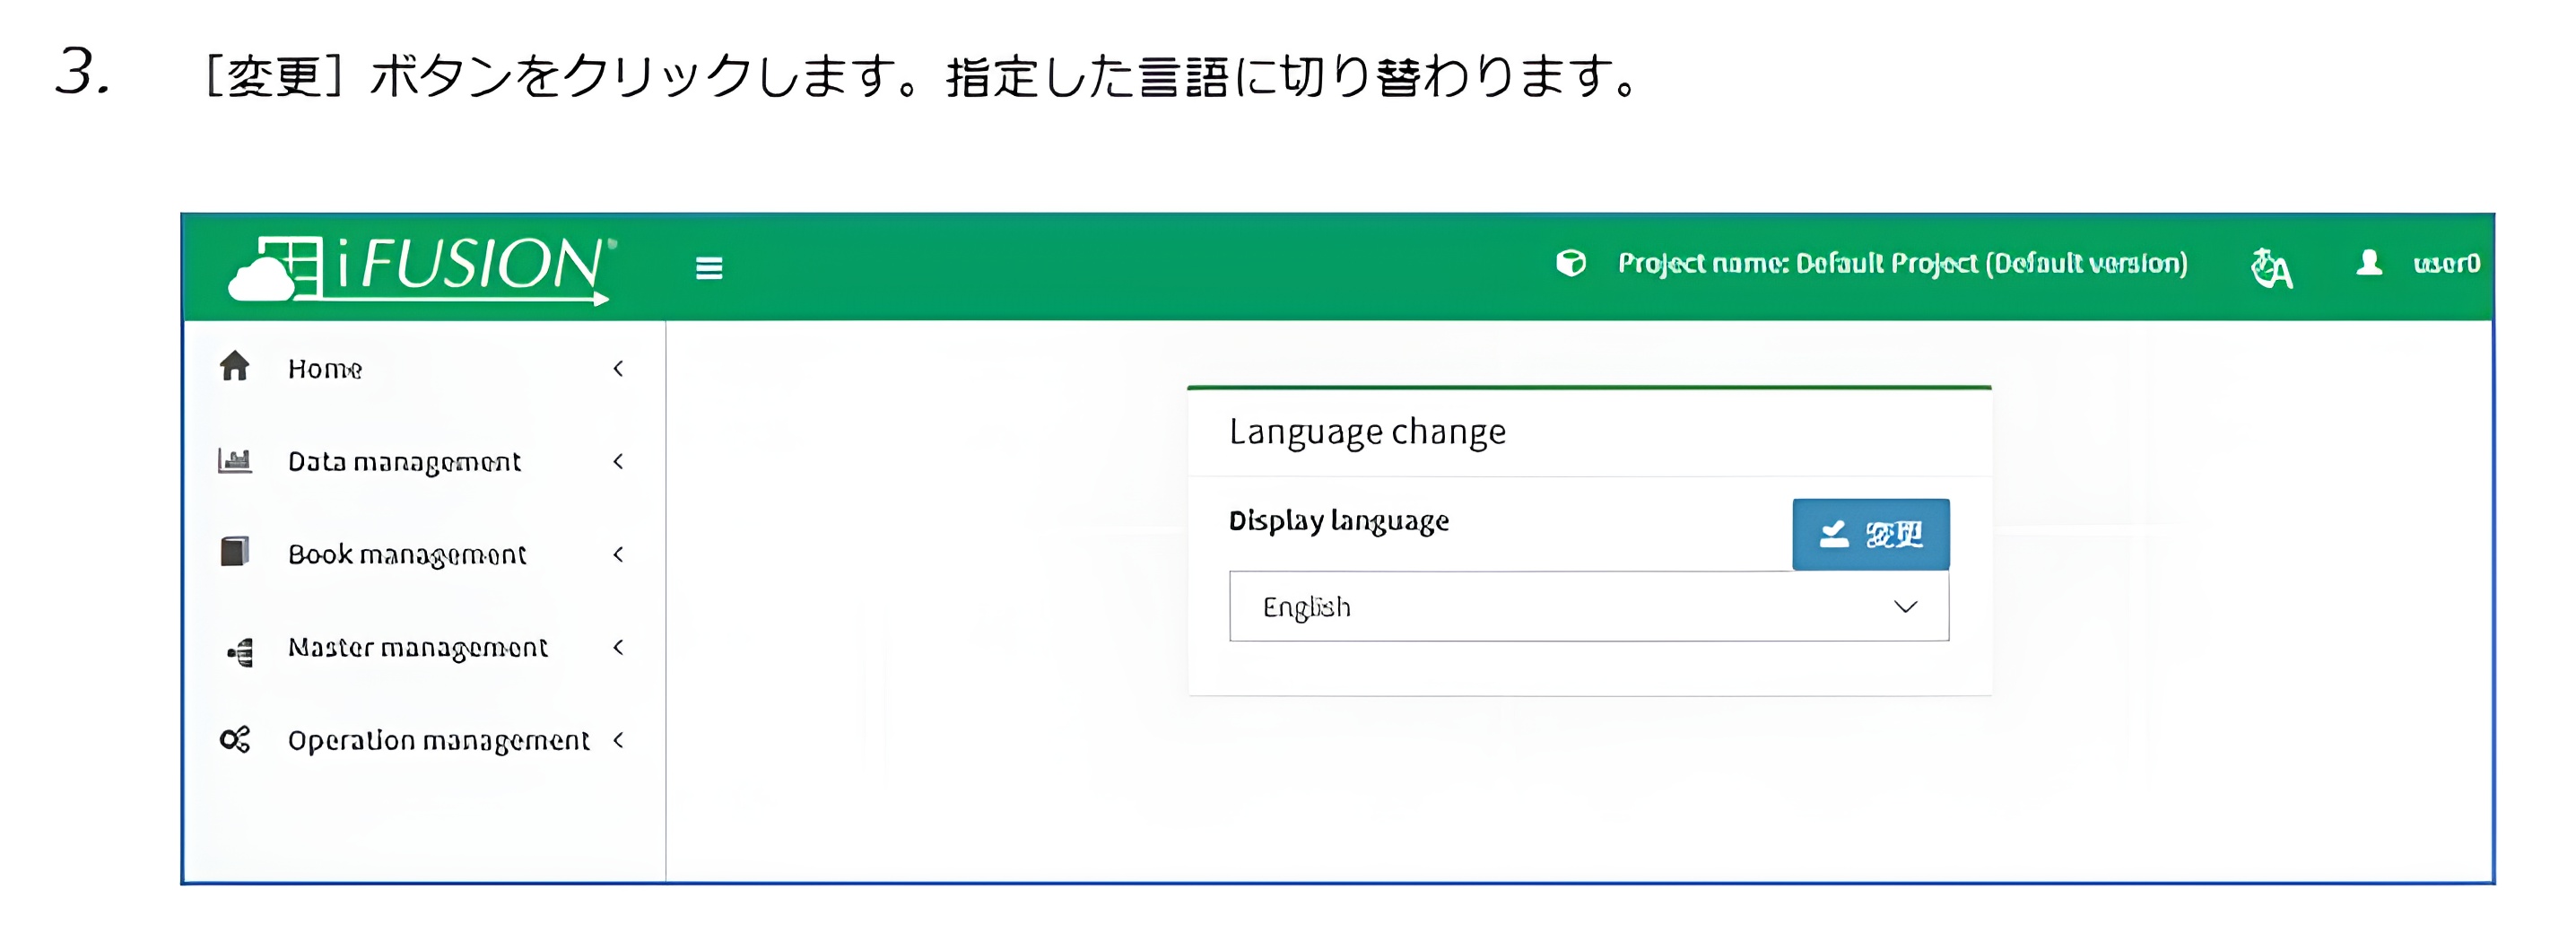 3. ［変更］ボタンをクリックします。指定した言語に切り替わります。
i FUSION
Project name: Default Project (Default version)
user0
Home
Data management
Book management
Master management
Operation management
Language change
Display language
変更
English